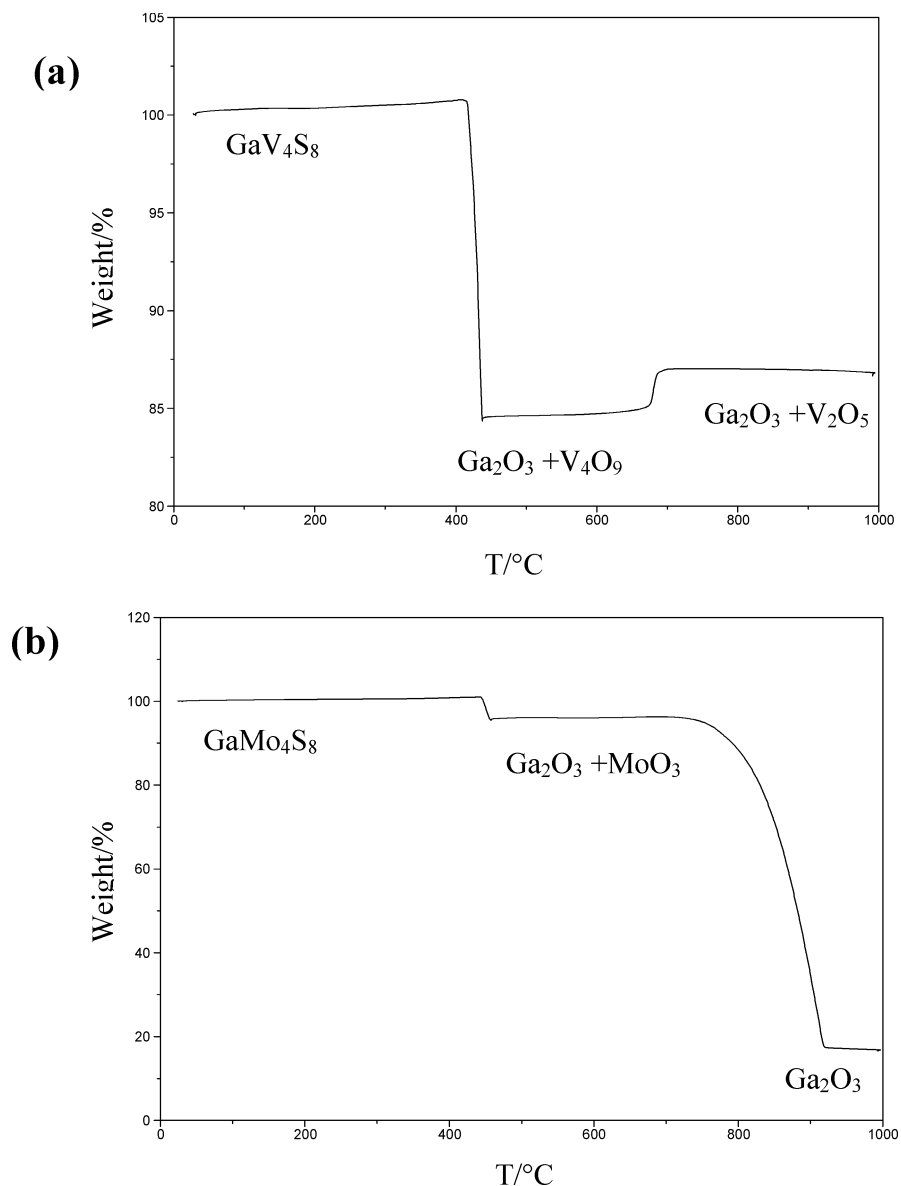 (a)
105
100
95
90
85
80
Weight/%
GaV₄S₈
Ga₂O₃ +V₄O₉
Ga₂O₃ +V₂O₅
0 200 400 600 800 1000
T/°C
(b)
120
100
80
60
40
20
0
Weight/%
GaMo₄S₈
Ga₂O₃ +MoO₃
Ga₂O₃
0 200 400 600 800 1000
T/°C